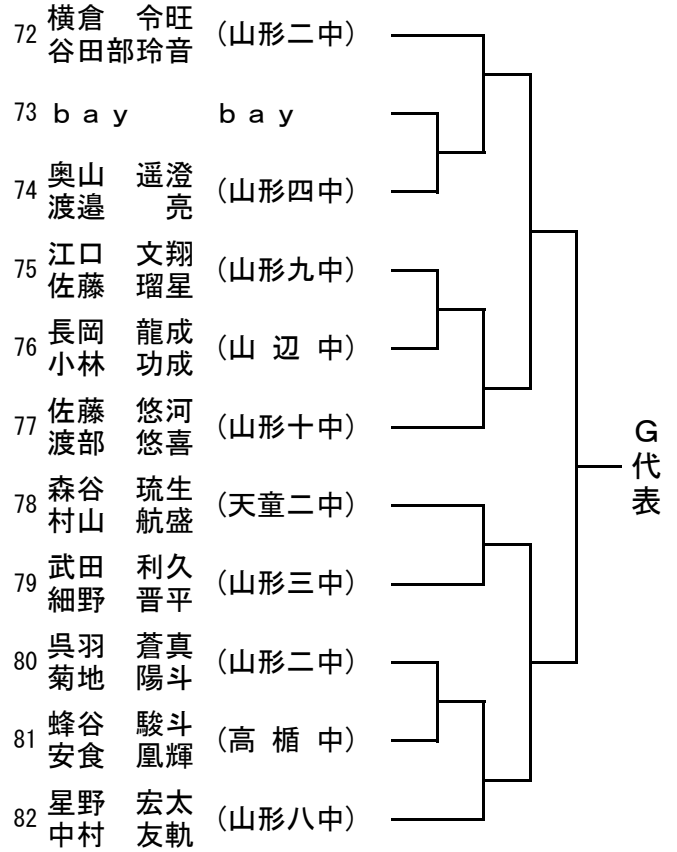 横倉　令旺
72 (山形二中)
谷田部玲音
73 ｂａｙ　　ｂａｙ
奥山　遥澄
74 (山形四中)
渡邉　　亮
江口　文翔
75 (山形九中)
佐藤　瑠星
長岡　龍成
76 (山 辺 中)
小林　功成
佐藤　悠河
77 (山形十中)
渡部　悠喜
森谷　琉生
78 (天童二中)
村山　航盛
武田　利久
79 (山形三中)
細野　晋平
呉羽　蒼真
80 (山形二中)
菊地　陽斗
蜂谷　駿斗
81 (高 楯 中)
安食　凰輝
星野　宏太
82 (山形八中)
中村　友軌
Ｇ代表